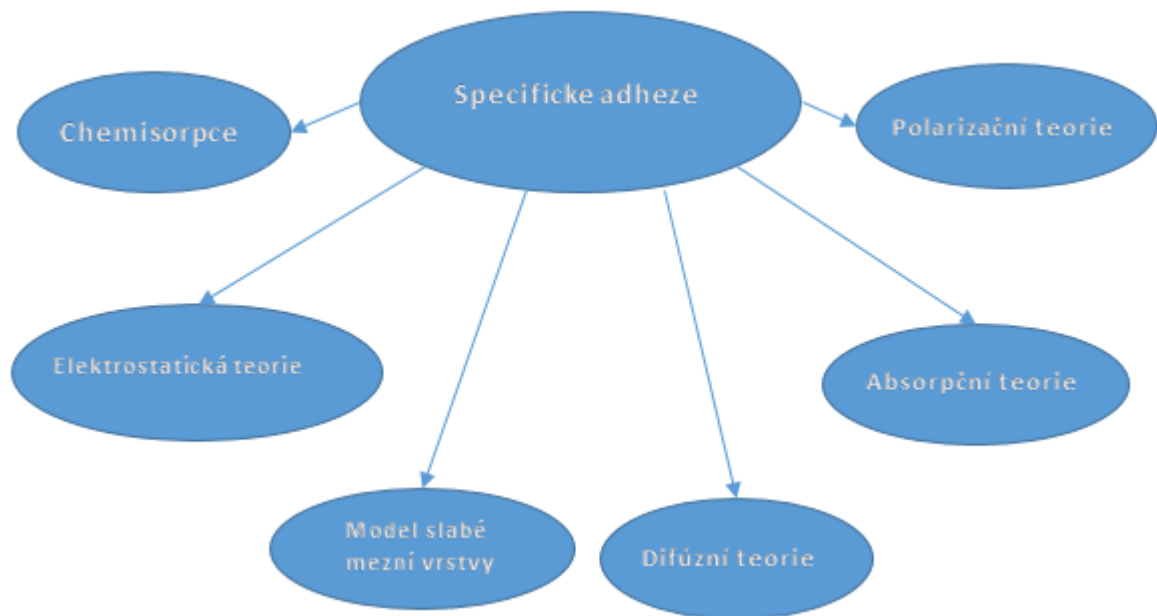 Specificke adheze
Chemisorpce
Polarizační teorie
Elektrostatická teorie
Absorpční teorie
Model slabé
mezní vrstvy
Difúzní teorie